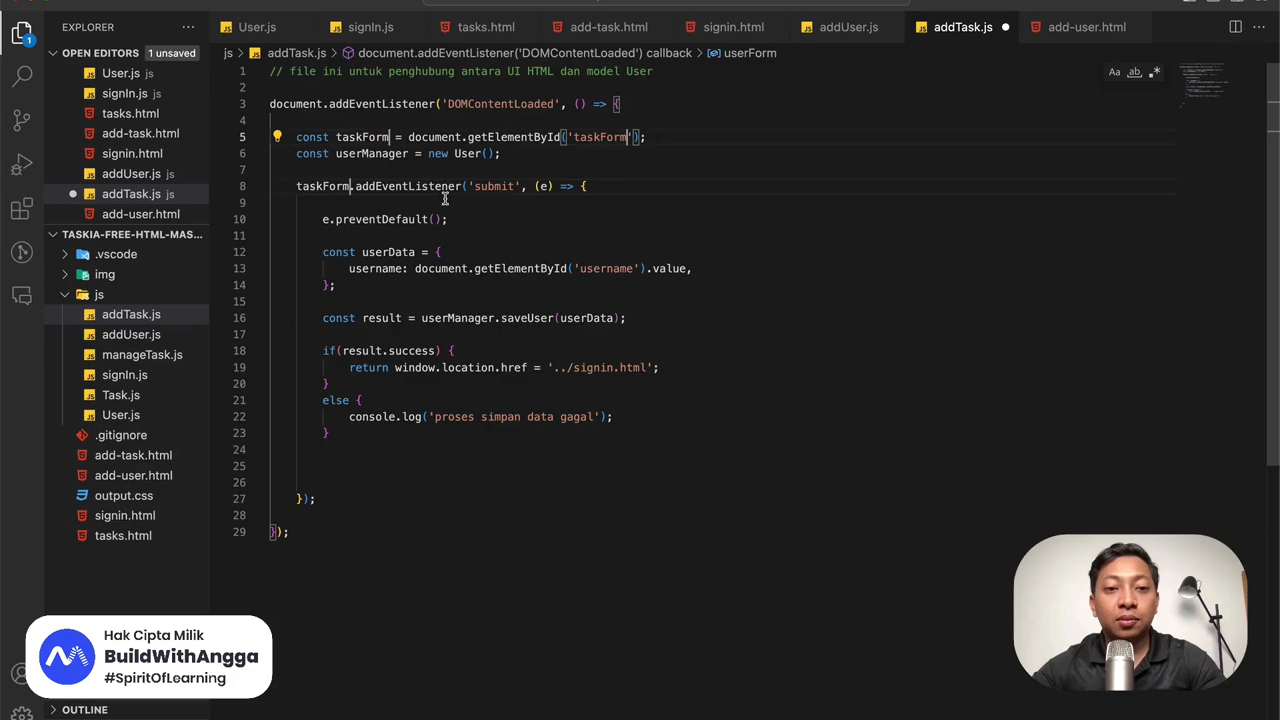 EXPLORER
User.js
signIn.js
tasks.html
add-task.html
signin.html
addUser.js
addTask.js
add-user.html
OPEN EDITORS 1 unsaved
User.js js
signIn.js js
tasks.html
add-task.html
signin.html
addUser.js js
addTask.js js
add-user.html
TASKIA-FREE-HTML-MAS...
.vscode
img
js
addTask.js
addUser.js
manageTask.js
signIn.js
Task.js
User.js
.gitignore
add-task.html
add-user.html
output.css
signin.html
tasks.html
OUTLINE
1
js > addTask.js > document.addEventListener('DOMContentLoaded') callback > userForm
Aa ab
1 // file ini untuk penghubung antara UI HTML dan model User
2
3 document.addEventListener('DOMContentLoaded', () => {
4
5 const taskForm = document.getElementById('taskForm');
6 const userManager = new User();
7
8 taskForm.addEventListener('submit', (e) => {
9
10 e.preventDefault();
11
12 const userData = {
13 username: document.getElementById('username').value,
14 };
15
16 const result = userManager.saveUser(userData);
17
18 if(result.success) {
19 return window.location.href = '../signin.html';
20 }
21 else {
22 console.log('proses simpan data gagal');
23 }
24
25
26
27 });
28
29 });
Hak Cipta Milik
BuildWithAngga
#SpiritOfLearning